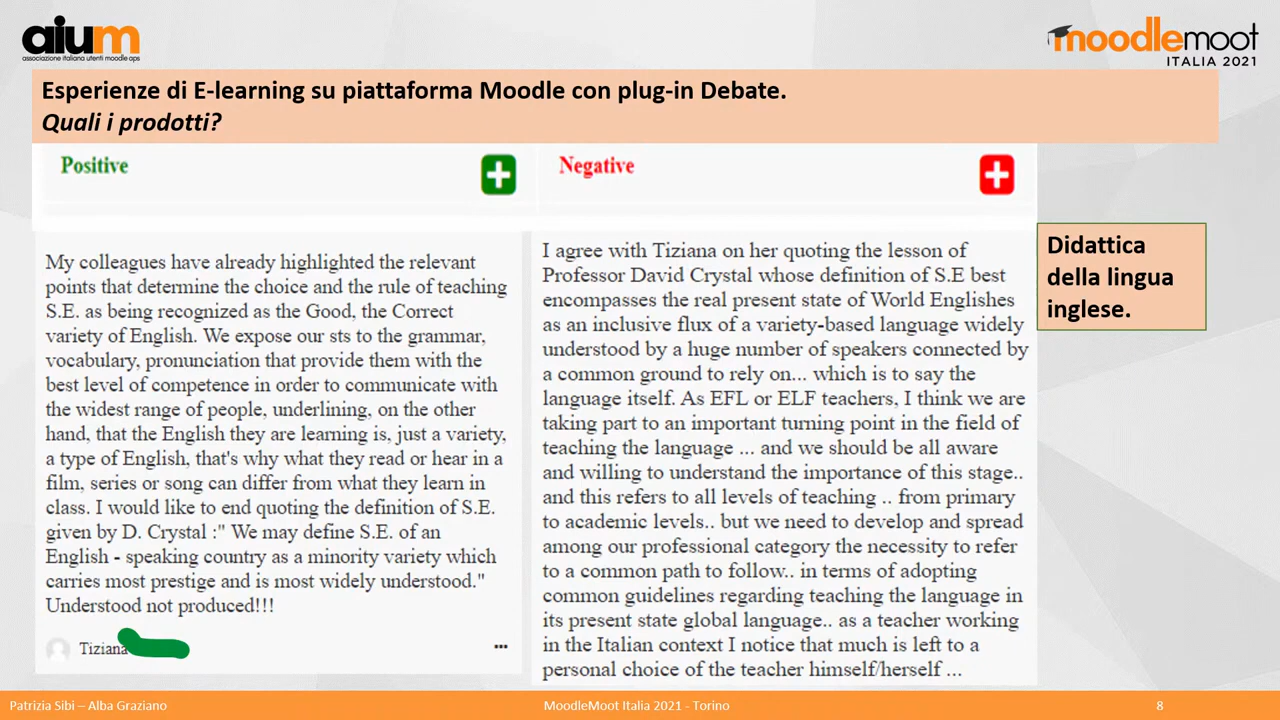 aium
associazione italiana utenti moodle aps
moodlemoot
ITALIA 2021
Esperienze di E-learning su piattaforma Moodle con plug-in Debate.
Quali i prodotti?
Positive
My colleagues have already highlighted the relevant
points that determine the choice and the rule of teaching
S.E. as being recognized as the Good, the Correct
variety of English. We expose our sts to the grammar,
vocabulary, pronunciation that provide them with the
best level of competence in order to communicate with
the widest range of people, underlining, on the other
hand, that the English they are learning is, just a variety,
a type of English, that's why what they read or hear in a
film, series or song can differ from what they learn in
class. I would like to end quoting the definition of S.E.
given by D. Crystal :" We may define S.E. of an
English - speaking country as a minority variety which
carries most prestige and is most widely understood."
Understood not produced!!!
Tiziana
Negative
I agree with Tiziana on her quoting the lesson of
Professor David Crystal whose definition of S.E best
encompasses the real present state of World Englishes
as an inclusive flux of a variety-based language widely
understood by a huge number of speakers connected by
a common ground to rely on... which is to say the
language itself. As EFL or ELF teachers, I think we are
taking part to an important turning point in the field of
teaching the language ... and we should be all aware
and willing to understand the importance of this stage..
and this refers to all levels of teaching .. from primary
to academic levels.. but we need to develop and spread
among our professional category the necessity to refer
to a common path to follow.. in terms of adopting
common guidelines regarding teaching the language in
its present state global language.. as a teacher working
in the Italian context I notice that much is left to a
personal choice of the teacher himself/herself ...
Didattica
della lingua
inglese.
Patrizia Sibi – Alba Graziano
MoodleMoot Italia 2021 - Torino
8